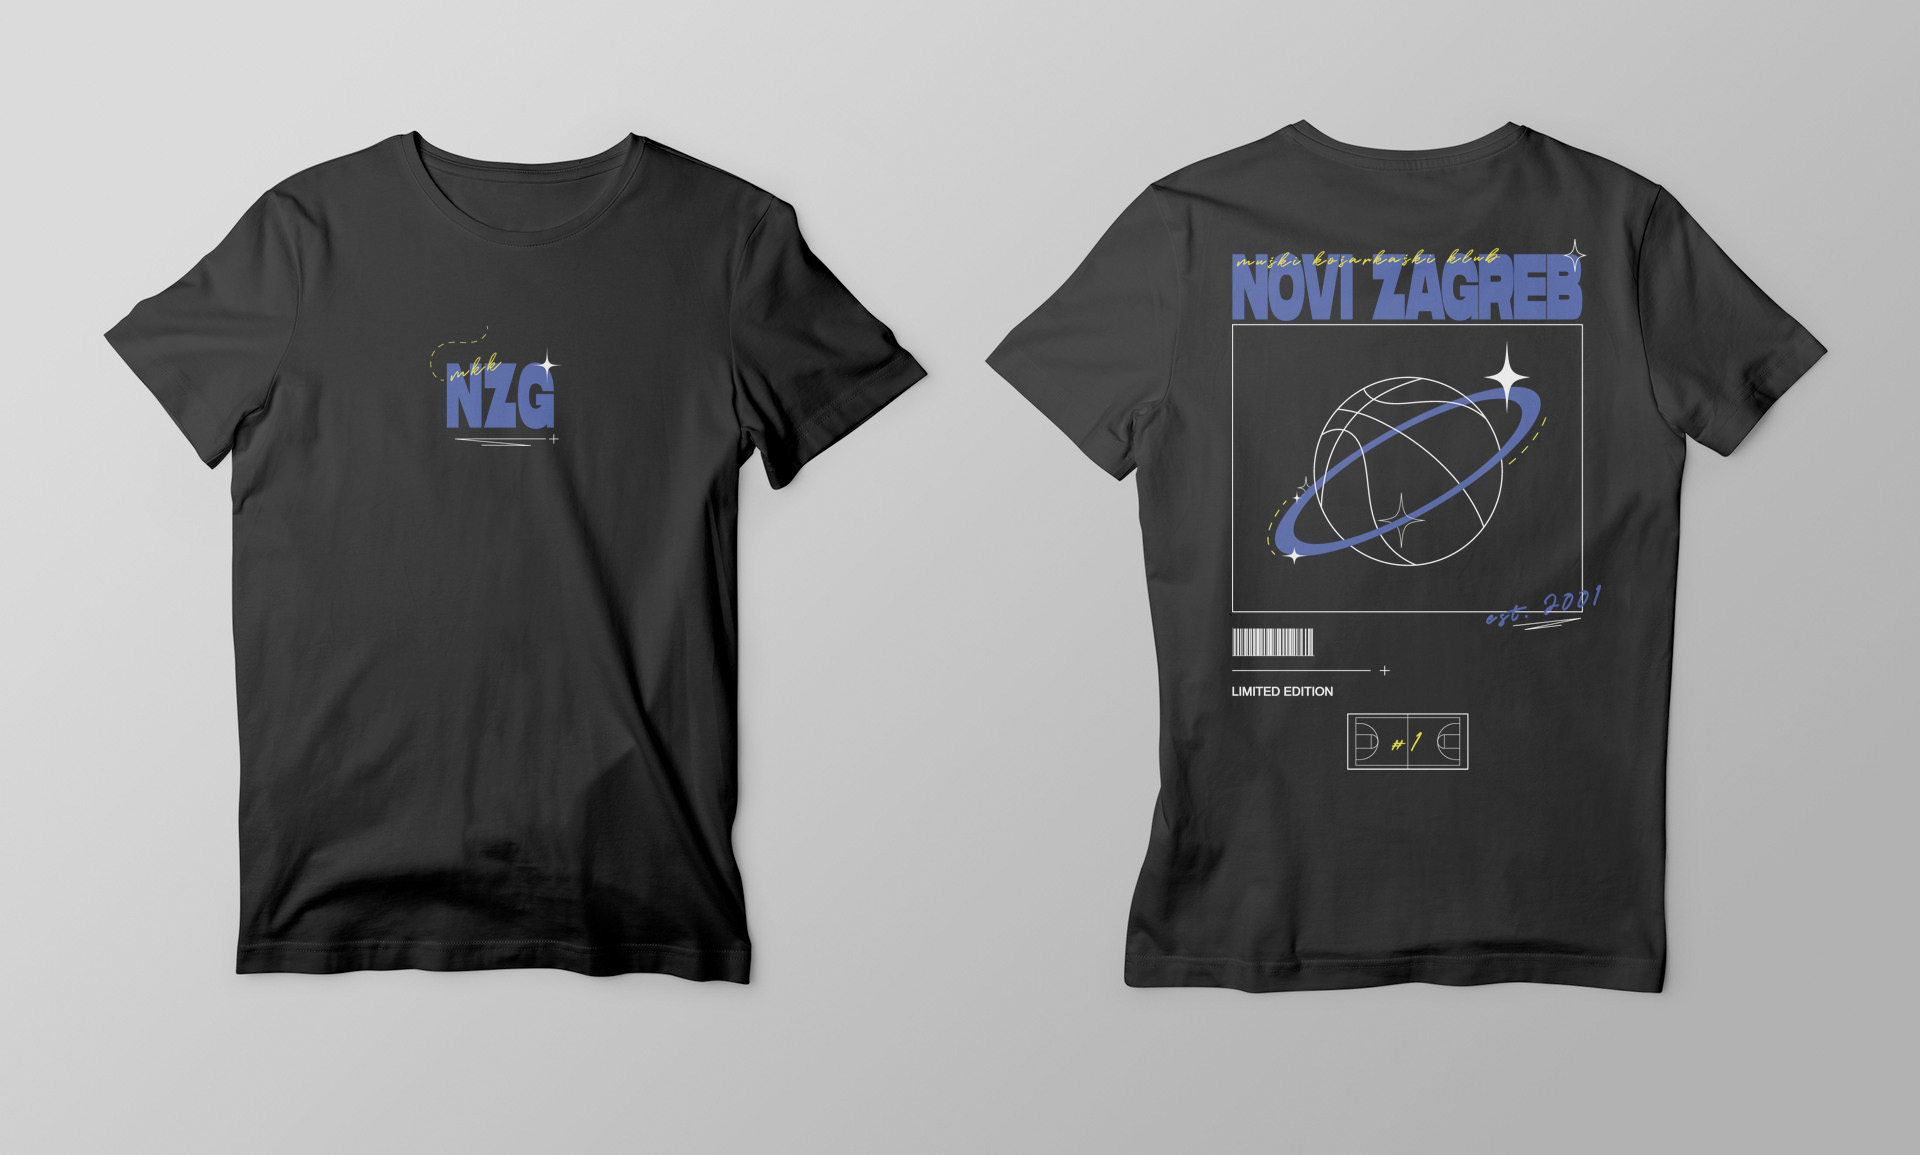 mkk
NZG
muški košarkaški klub
NOVI ZAGREB
est. 2001
LIMITED EDITION
#1